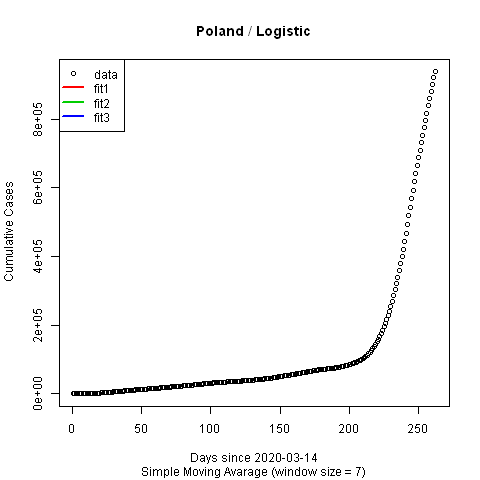 Poland / Logistic
data
fit1
fit2
fit3
Cumulative Cases
0e+00
2e+05
4e+05
6e+05
8e+05
0
50
100
150
200
250
Days since 2020-03-14
Simple Moving Avarage (window size = 7)